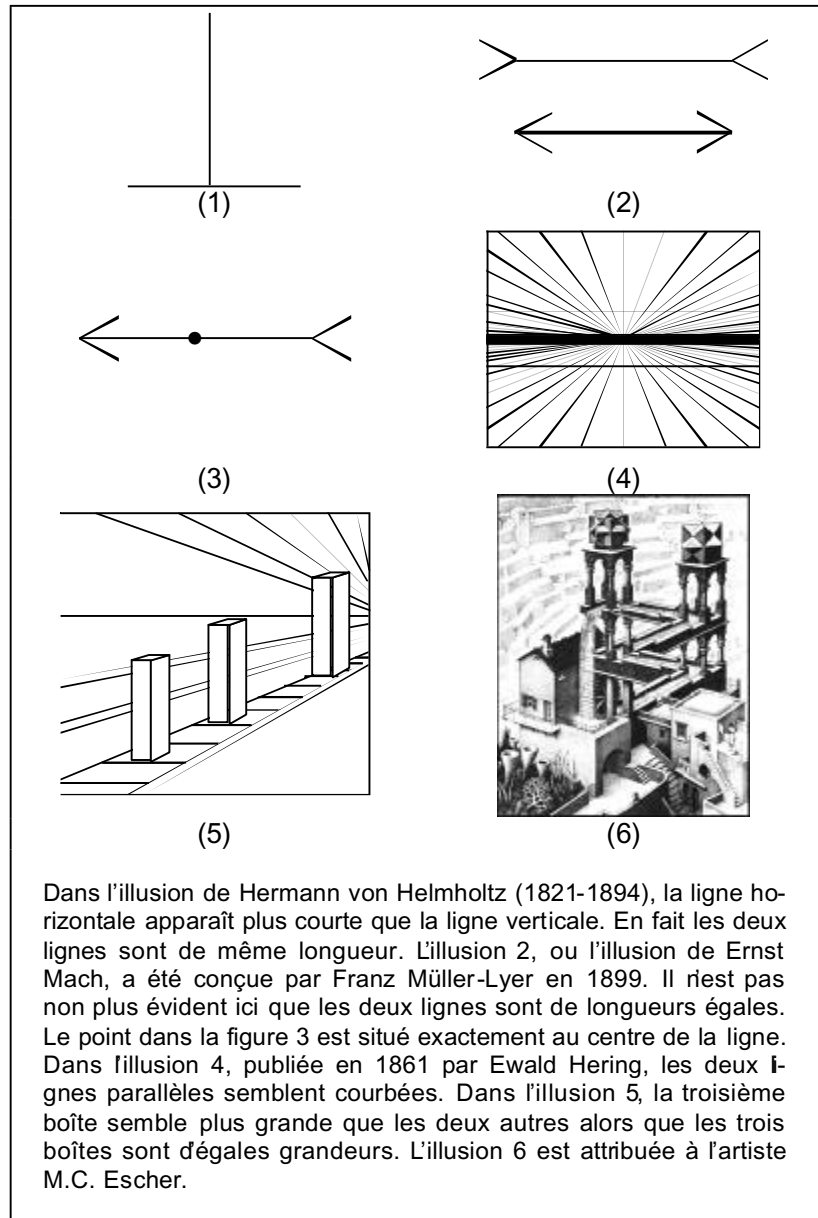 (1)
(2)
(3)
(4)
(5)
(6)
Dans l'illusion de Hermann von Helmholtz (1821-1894), la ligne ho-
rizontale apparaît plus courte que la ligne verticale. En fait les deux
lignes sont de même longueur. L'illusion 2, ou l'illusion de Ernst
Mach, a été conçue par Franz Müller-Lyer en 1899. Il n'est pas
non plus évident ici que les deux lignes sont de longueurs égales.
Le point dans la figure 3 est situé exactement au centre de la ligne.
Dans l'illusion 4, publiée en 1861 par Ewald Hering, les deux li-
gnes parallèles semblent courbées. Dans l'illusion 5, la troisième
boîte semble plus grande que les deux autres alors que les trois
boîtes sont d'égales grandeurs. L'illusion 6 est attribuée à l'artiste
M.C. Escher.